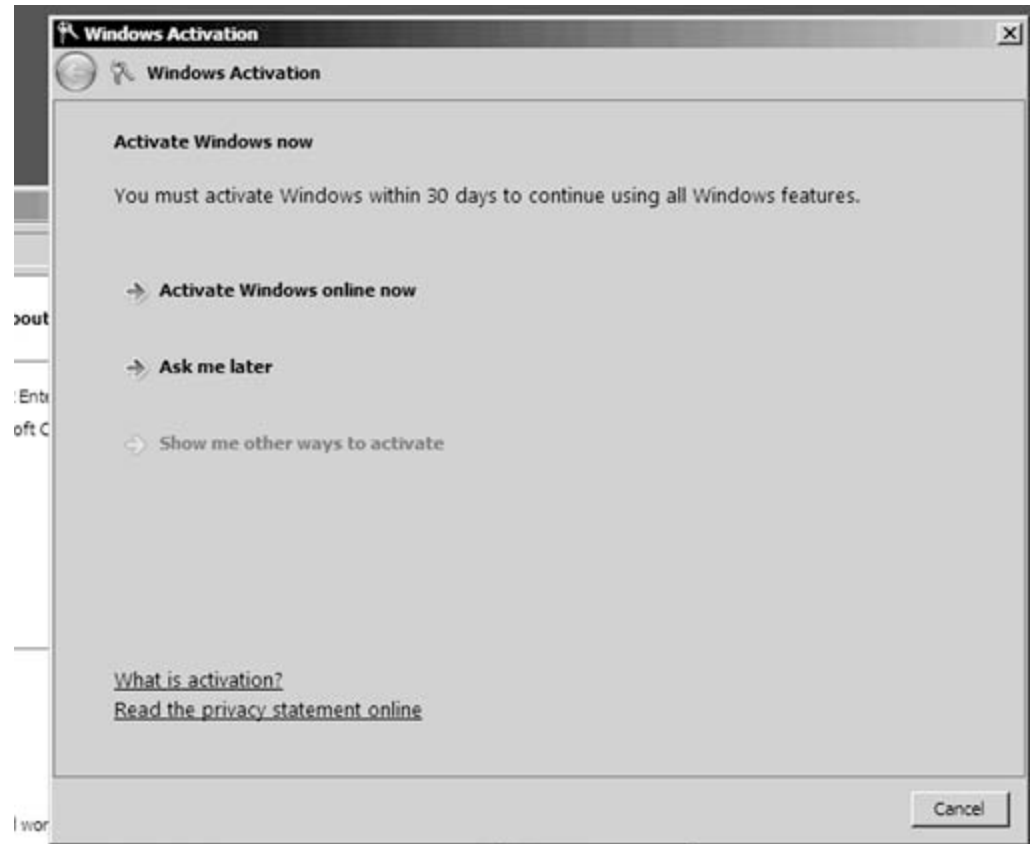 Windows Activation
Windows Activation
Activate Windows now
You must activate Windows within 30 days to continue using all Windows features.
Activate Windows online now
Ask me later
Show me other ways to activate
What is activation?
Read the privacy statement online
Cancel